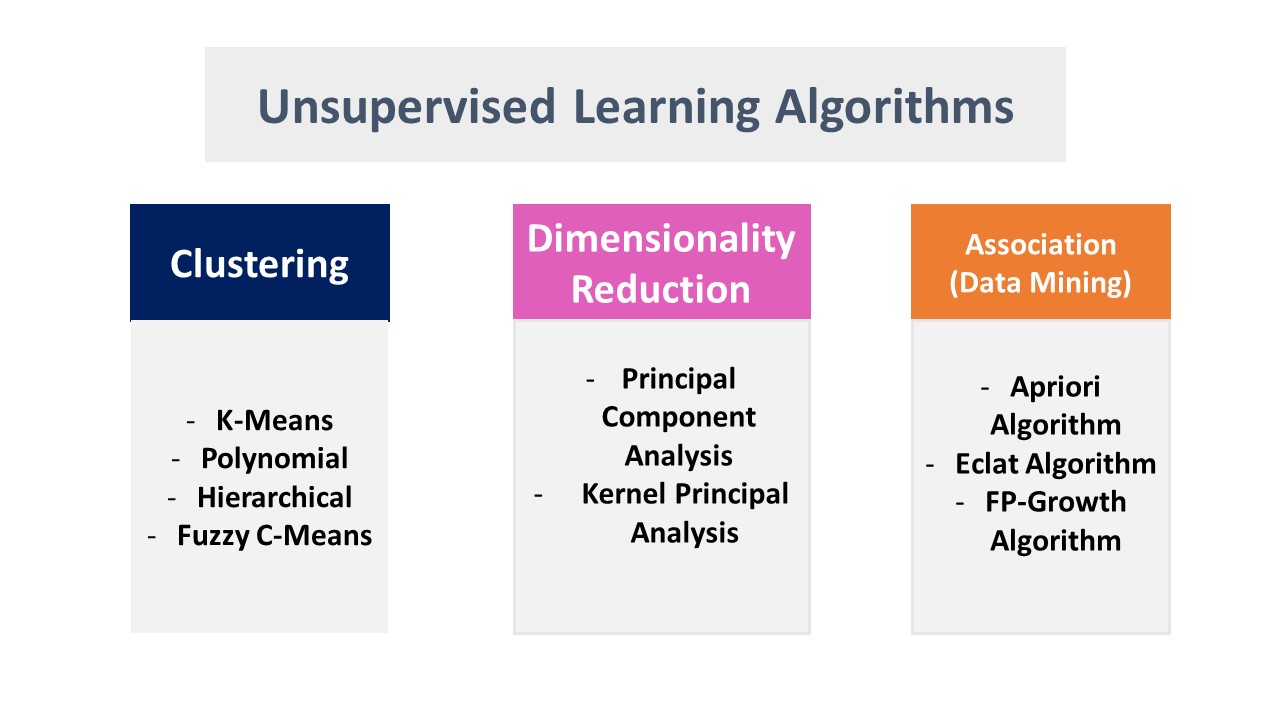 Unsupervised Learning Algorithms
Clustering
- K-Means
- Polynomial
- Hierarchical
- Fuzzy C-Means
Dimensionality
Reduction
- Principal
Component
Analysis
- Kernel Principal
Analysis
Association
(Data Mining)
- Apriori
Algorithm
- Eclat Algorithm
- FP-Growth
Algorithm